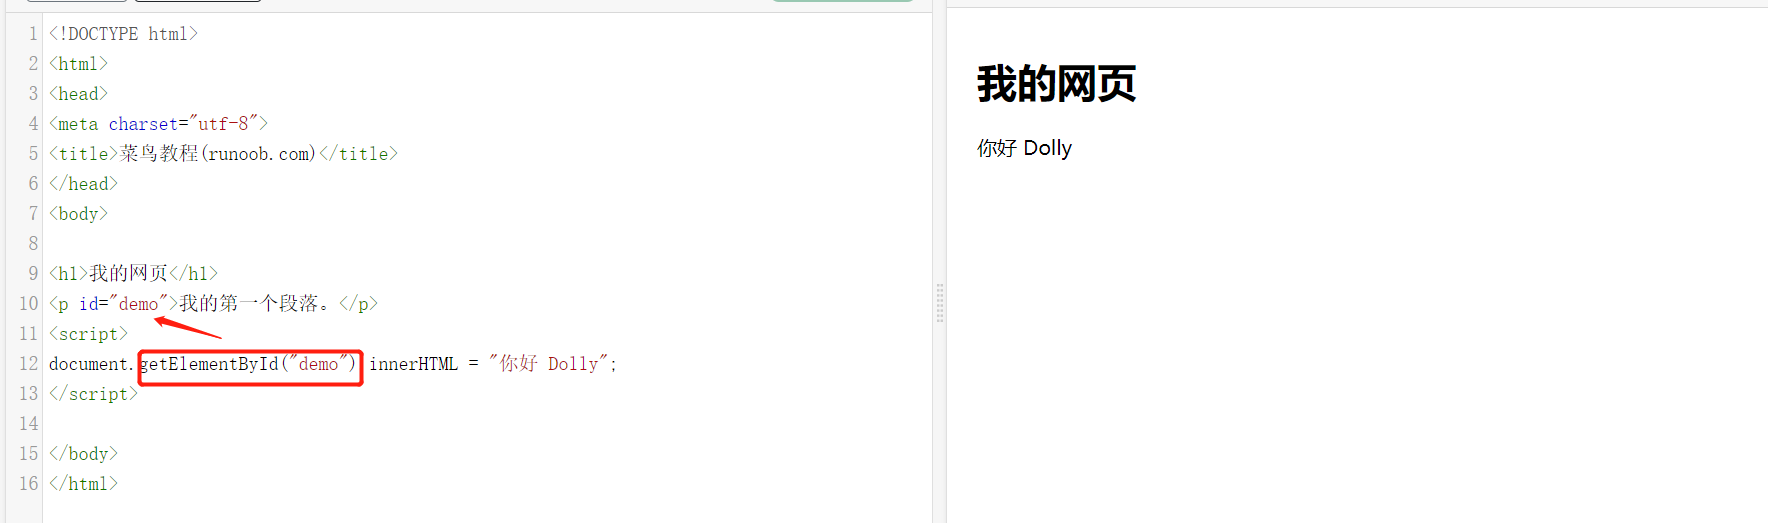 1 <!DOCTYPE html>
2 <html>
3 <head>
4 <meta charset="utf-8">
5 <title>菜鸟教程(runoob.com)</title>
6 </head>
7 <body>
8
9 <h1>我的网页</h1>
10 <p id="demo">我的第一个段落。</p>
11 <script>
12 document.getElementById("demo") innerHTML = "你好 Dolly";
13 </script>
14
15 </body>
16 </html>
我的网页
你好 Dolly